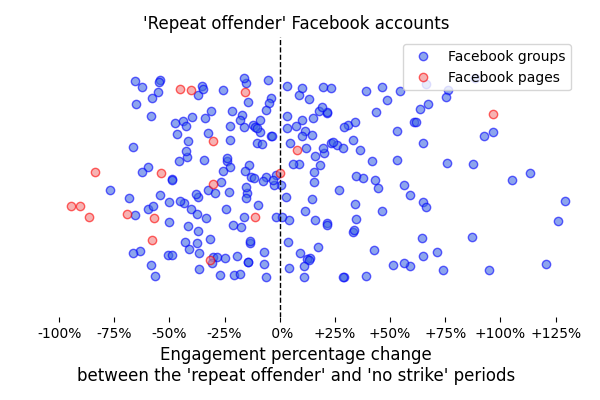 'Repeat offender' Facebook accounts
Facebook groups
Facebook pages
-100% -75% -50% -25% 0% +25% +50% +75% +100% +125%
Engagement percentage change
between the 'repeat offender' and 'no strike' periods